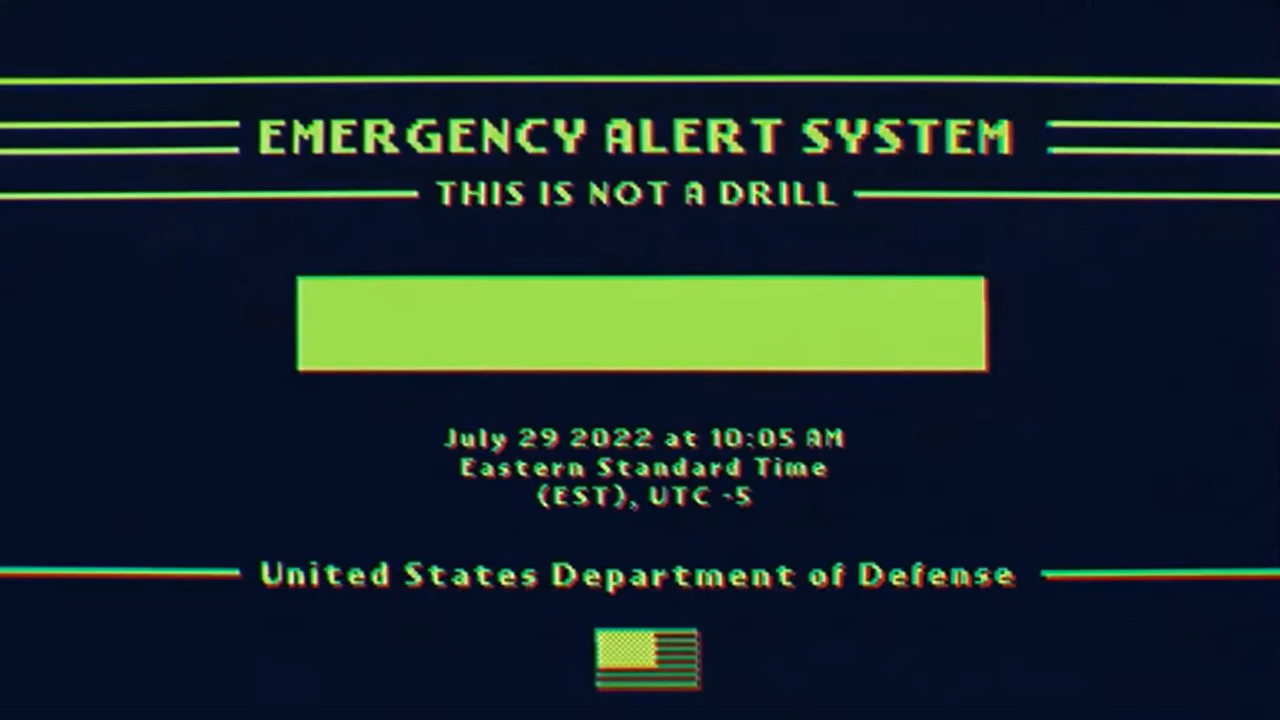 EMERGENCY ALERT SYSTEM
THIS IS NOT A DRILL
July 29 2022 at 10:05 AM
Eastern Standard Time
(EST), UTC -5
United States Department of Defense